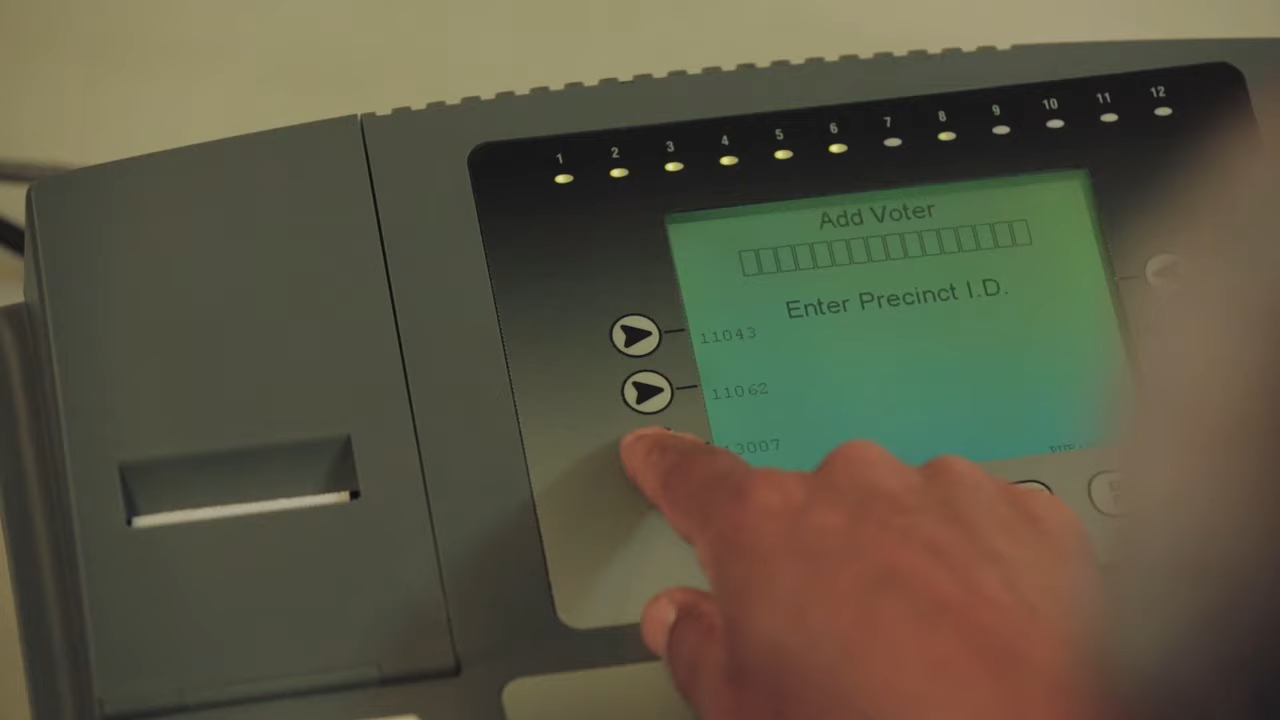 1 2 3 4 5 6 7 8 9 10 11 12
Add Voter
Enter Precinct I.D.
11043
11062
13007